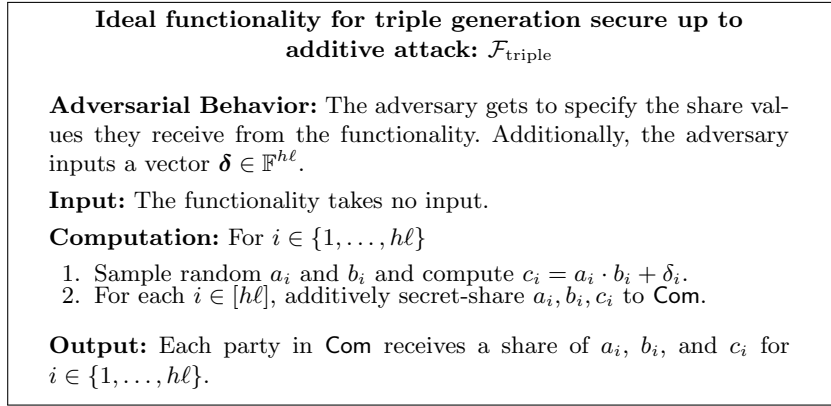 Ideal functionality for triple generation secure up to
additive attack: 𝓕_triple
Adversarial Behavior: The adversary gets to specify the share val-
ues they receive from the functionality. Additionally, the adversary
inputs a vector 𝜹 ∈ 𝔽^{hℓ}.
Input: The functionality takes no input.
Computation: For i ∈ {1, . . . , hℓ}
1. Sample random a_i and b_i and compute c_i = a_i · b_i + δ_i.
2. For each i ∈ [hℓ], additively secret-share a_i, b_i, c_i to Com.
Output: Each party in Com receives a share of a_i, b_i, and c_i for
i ∈ {1, . . . , hℓ}.